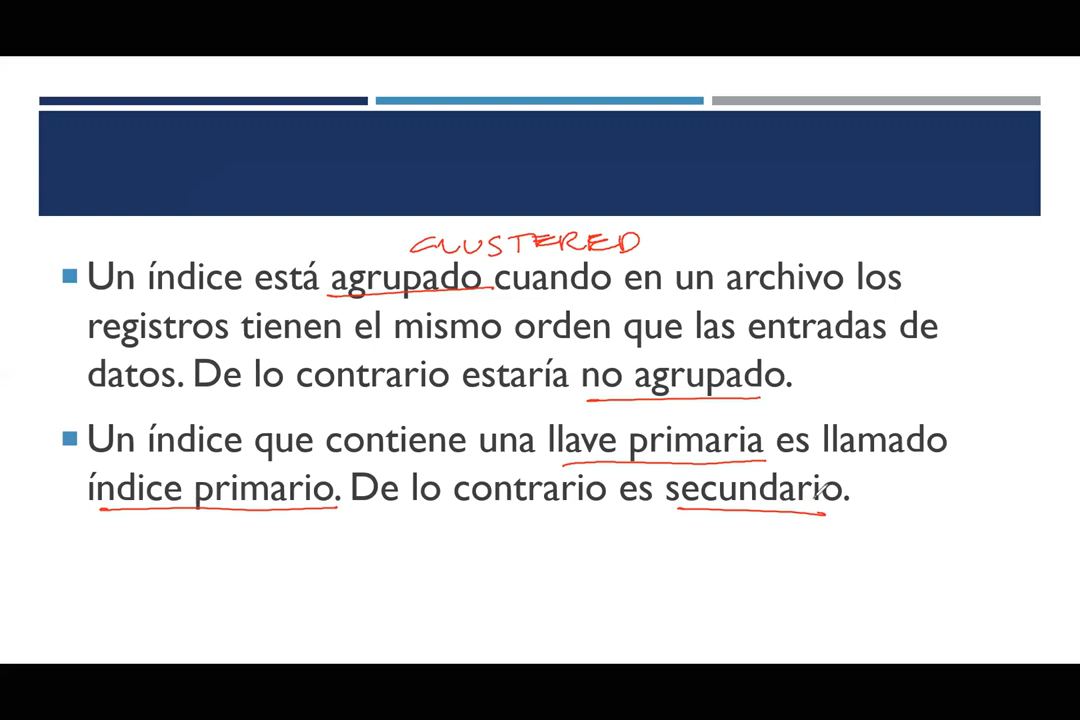 CLUSTERED
Un índice está agrupado cuando en un archivo los
registros tienen el mismo orden que las entradas de
datos. De lo contrario estaría no agrupado.
Un índice que contiene una llave primaria es llamado
índice primario. De lo contrario es secundario.